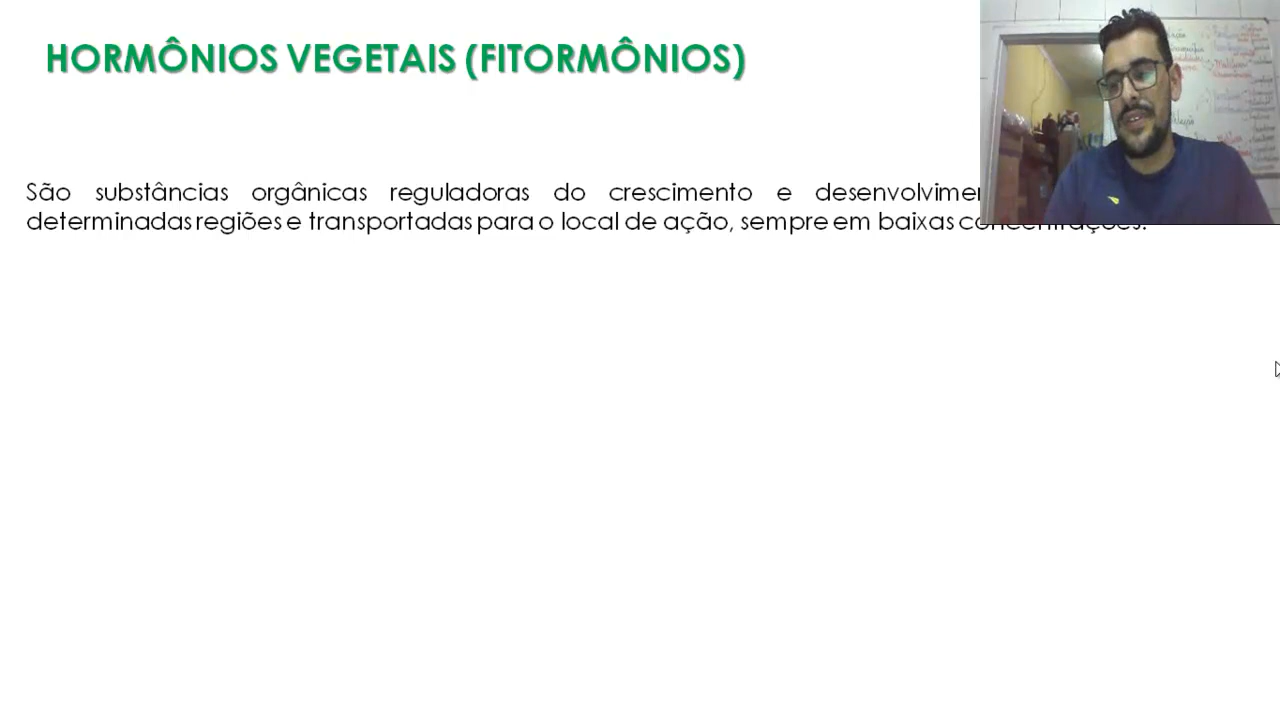 HORMÔNIOS VEGETAIS (FITORMÔNIOS)
São substâncias orgânicas reguladoras do crescimento e
determinadas regiões e transportadas para o local de ação, sempre em baixas